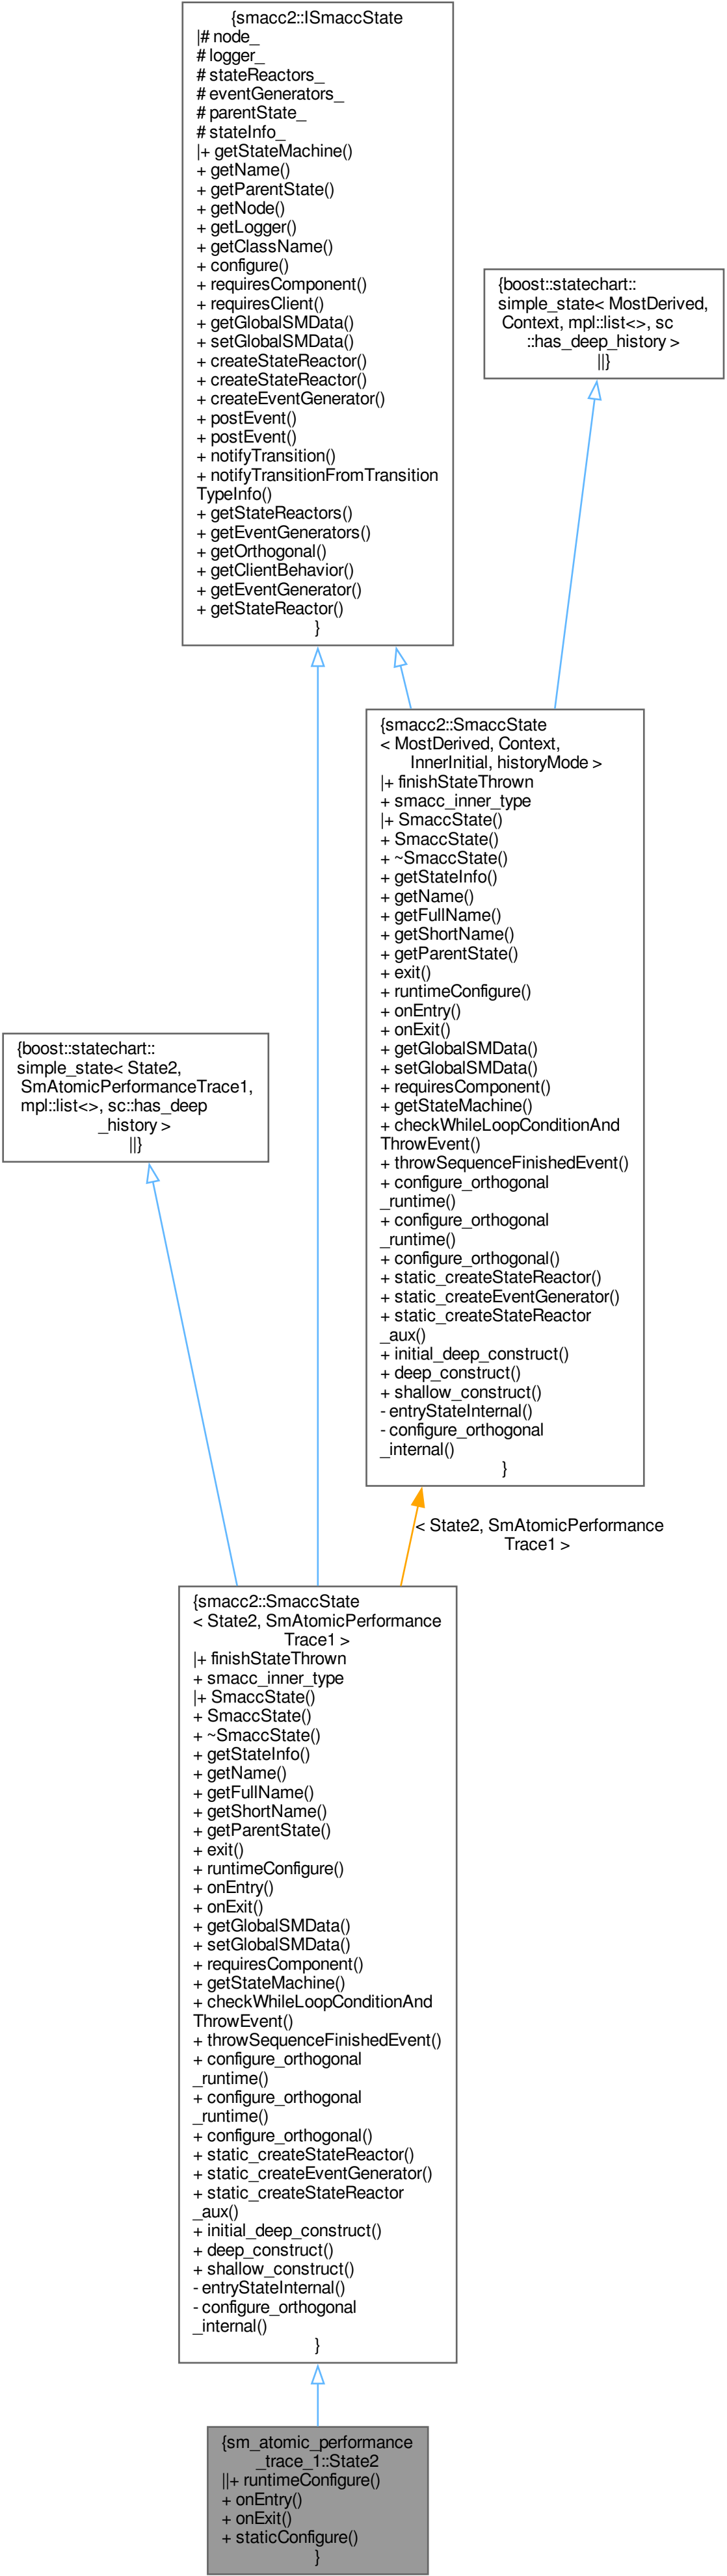 {smacc2::ISmaccState
|# node_
# logger_
# stateReactors_
# eventGenerators_
# parentState_
# stateInfo_
|+ getStateMachine()
+ getName()
+ getParentState()
+ getNode()
+ getLogger()
+ getClassName()
+ configure()
+ requiresComponent()
+ requiresClient()
+ getGlobalSMData()
+ setGlobalSMData()
+ createStateReactor()
+ createStateReactor()
+ createEventGenerator()
+ postEvent()
+ postEvent()
+ notifyTransition()
+ notifyTransitionFromTransition
TypeInfo()
+ getStateReactors()
+ getEventGenerators()
+ getOrthogonal()
+ getClientBehavior()
+ getEventGenerator()
+ getStateReactor()
}
{boost::statechart::
simple_state< MostDerived,
Context, mpl::list<>, sc
::has_deep_history >
||}
{smacc2::SmaccState
< MostDerived, Context,
InnerInitial, historyMode >
|+ finishStateThrown
+ smacc_inner_type
|+ SmaccState()
+ SmaccState()
+ ~SmaccState()
+ getStateInfo()
+ getName()
+ getFullName()
+ getShortName()
+ getParentState()
+ exit()
+ runtimeConfigure()
+ onEntry()
+ onExit()
+ getGlobalSMData()
+ setGlobalSMData()
+ requiresComponent()
+ getStateMachine()
+ checkWhileLoopConditionAnd
ThrowEvent()
+ throwSequenceFinishedEvent()
+ configure_orthogonal
_runtime()
+ configure_orthogonal
_runtime()
+ configure_orthogonal()
+ static_createStateReactor()
+ static_createEventGenerator()
+ static_createStateReactor
_aux()
+ initial_deep_construct()
+ deep_construct()
+ shallow_construct()
- entryStateInternal()
- configure_orthogonal
_internal()
}
{boost::statechart::
simple_state< State2,
SmAtomicPerformanceTrace1,
mpl::list<>, sc::has_deep
_history >
||}
< State2, SmAtomicPerformance
Trace1 >
{smacc2::SmaccState
< State2, SmAtomicPerformance
Trace1 >
|+ finishStateThrown
+ smacc_inner_type
|+ SmaccState()
+ SmaccState()
+ ~SmaccState()
+ getStateInfo()
+ getName()
+ getFullName()
+ getShortName()
+ getParentState()
+ exit()
+ runtimeConfigure()
+ onEntry()
+ onExit()
+ getGlobalSMData()
+ setGlobalSMData()
+ requiresComponent()
+ getStateMachine()
+ checkWhileLoopConditionAnd
ThrowEvent()
+ throwSequenceFinishedEvent()
+ configure_orthogonal
_runtime()
+ configure_orthogonal
_runtime()
+ configure_orthogonal()
+ static_createStateReactor()
+ static_createEventGenerator()
+ static_createStateReactor
_aux()
+ initial_deep_construct()
+ deep_construct()
+ shallow_construct()
- entryStateInternal()
- configure_orthogonal
_internal()
}
{sm_atomic_performance
_trace_1::State2
||+ runtimeConfigure()
+ onEntry()
+ onExit()
+ staticConfigure()
}